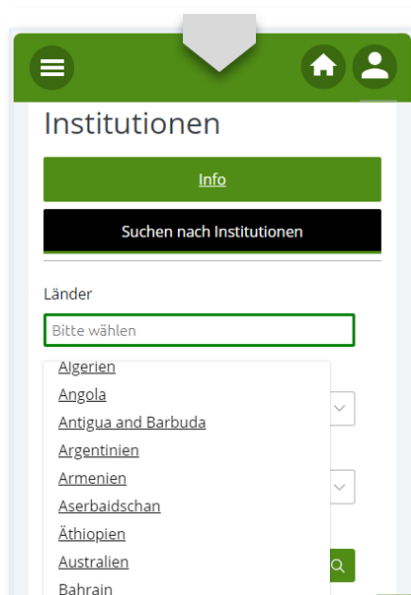 Institutionen
Info
Suchen nach Institutionen
Länder
Bitte wählen
Algerien
Angola
Antigua and Barbuda
Argentinien
Armenien
Aserbaidschan
Äthiopien
Australien
Bahrain